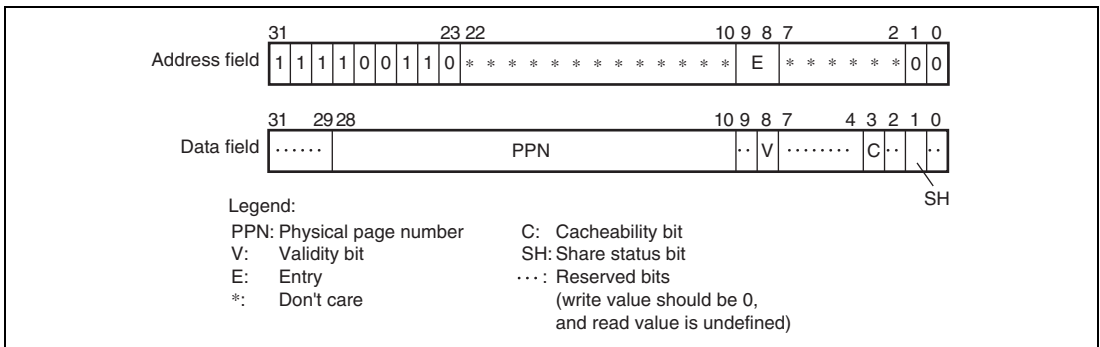 31 23 22 10 9 8 7 2 1 0
Address field 1 1 1 1 0 0 1 1 0 * * * * * * * * * * * * * E * * * * * * 0 0
31 29 28 10 9 8 7 4 3 2 1 0
Data field ······ PPN ·· V ········ C ·· ··
SH
Legend:
PPN: Physical page number C: Cacheability bit
V: Validity bit SH: Share status bit
E: Entry ··· : Reserved bits
*: Don't care (write value should be 0,
and read value is undefined)